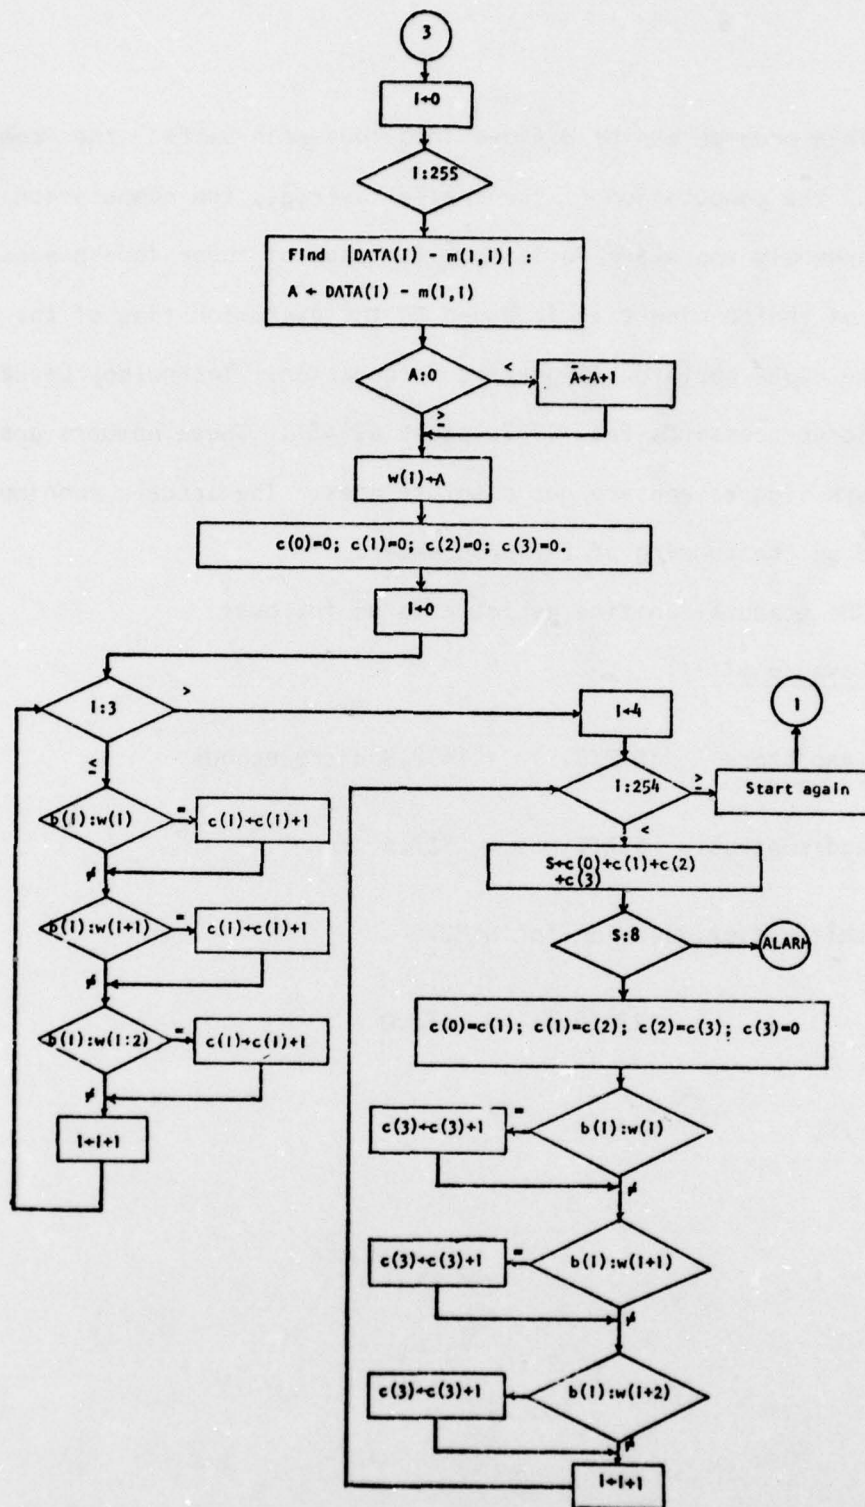 3
I←0
I:255
Find |DATA(I) - m(1,1)| :
A ← DATA(I) - m(1,1)
A:0
<
A←A+1
≥
w(I)←A
c(0)=0; c(1)=0; c(2)=0; c(3)=0.
I←0
I:3
>
≤
b(I):w(I)
=
c(I)←c(I)+1
≠
b(I):w(I+1)
=
c(I)←c(I)+1
≠
b(I):w(I:2)
=
c(I)←c(I)+1
≠
I←I+1
I←4
1
I:254
≥
Start again
<
S←c(0)+c(1)+c(2)
+c(3)
S:8
ALARM
c(0)=c(1); c(1)=c(2); c(2)=c(3); c(3)=0
b(I):w(I)
=
c(3)←c(3)+1
≠
b(I):w(I+1)
=
c(3)←c(3)+1
≠
b(I):w(I+2)
c(3)←c(3)+1
≠
I←I+1